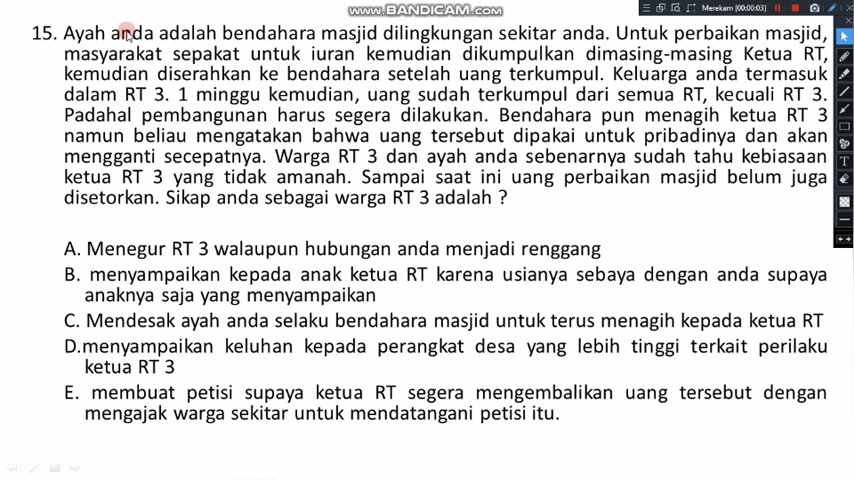 www.BANDICAM.com
Merekam [00:00:03]
15. Ayah anda adalah bendahara masjid dilingkungan sekitar anda. Untuk perbaikan masjid,
masyarakat sepakat untuk iuran kemudian dikumpulkan dimasing-masing Ketua RT,
kemudian diserahkan ke bendahara setelah uang terkumpul. Keluarga anda termasuk
dalam RT 3. 1 minggu kemudian, uang sudah terkumpul dari semua RT, kecuali RT 3.
Padahal pembangunan harus segera dilakukan. Bendahara pun menagih ketua RT 3
namun beliau mengatakan bahwa uang tersebut dipakai untuk pribadinya dan akan
mengganti secepatnya. Warga RT 3 dan ayah anda sebenarnya sudah tahu kebiasaan
ketua RT 3 yang tidak amanah. Sampai saat ini uang perbaikan masjid belum juga
disetorkan. Sikap anda sebagai warga RT 3 adalah ?
A. Menegur RT 3 walaupun hubungan anda menjadi renggang
B. menyampaikan kepada anak ketua RT karena usianya sebaya dengan anda supaya
anaknya saja yang menyampaikan
C. Mendesak ayah anda selaku bendahara masjid untuk terus menagih kepada ketua RT
D.menyampaikan keluhan kepada perangkat desa yang lebih tinggi terkait perilaku
ketua RT 3
E. membuat petisi supaya ketua RT segera mengembalikan uang tersebut dengan
mengajak warga sekitar untuk mendatangani petisi itu.